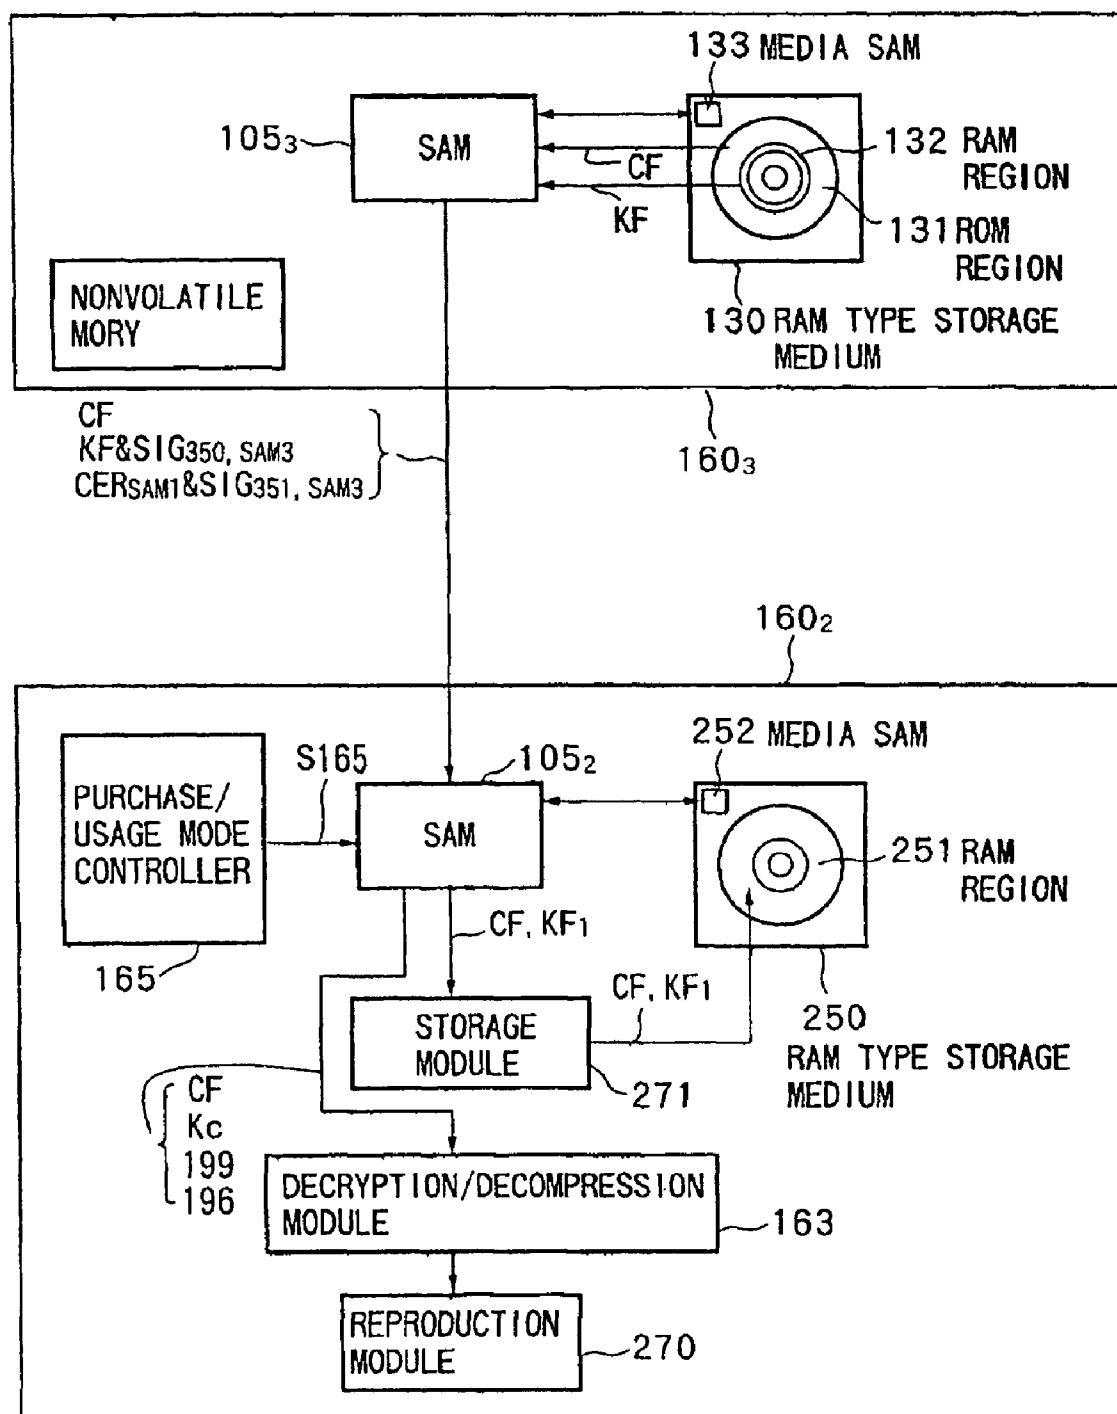 133 MEDIA SAM
105₃
SAM
CF
KF
132 RAM
REGION
131 ROM
REGION
130 RAM TYPE STORAGE
MEDIUM
NONVOLATILE
MORY
160₃
CF
KF&SIG350, SAM3
CERSAM1&SIG351, SAM3
160₂
PURCHASE/
USAGE MODE
CONTROLLER
165
S165
105₂
SAM
252 MEDIA SAM
251 RAM
REGION
250
RAM TYPE STORAGE
MEDIUM
CF, KF1
CF, KF1
STORAGE
MODULE
271
CF
Kc
199
196
DECRYPTION/DECOMPRESSION
MODULE
163
REPRODUCTION
MODULE
270